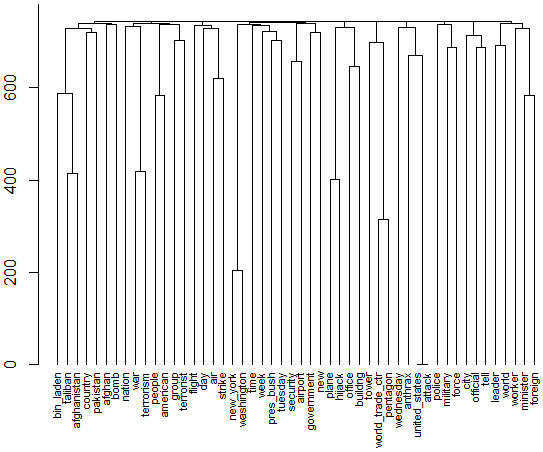 600
400
200
0
bin_laden
taliban
afghanistan
country
pakistan
afghan
bomb
nation
war
terrorism
people
american
group
terrorist
flight
day
air
strike
new_york
washington
time
week
pres_bush
tuesday
security
airport
government
new
plane
hijack
office
building
tower
world_trade_ctr
pentagon
wednesday
anthrax
united_states
attack
police
military
force
city
official
tell
leader
world
worker
minister
foreign